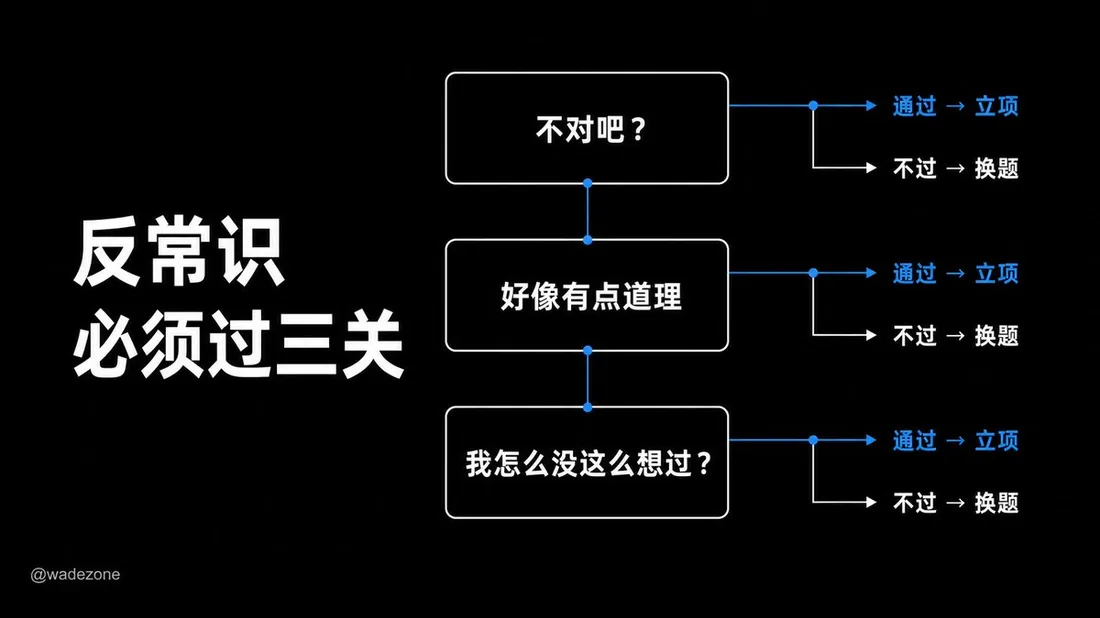 反常识
必须过三关
不对吧？
通过 → 立项
不过 → 换题
好像有点道理
通过 → 立项
不过 → 换题
我怎么没这么想过？
通过 → 立项
不过 → 换题
@wadezone